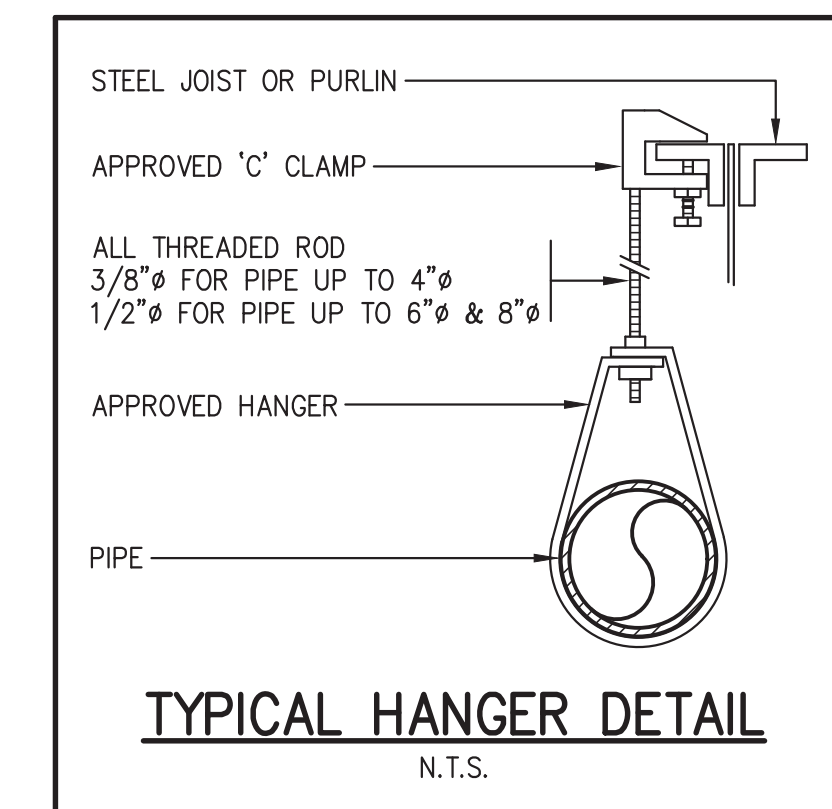 STEEL JOIST OR PURLIN
APPROVED 'C' CLAMP
ALL THREADED ROD
3/8"ø FOR PIPE UP TO 4"ø
1/2"ø FOR PIPE UP TO 6"ø & 8"ø
APPROVED HANGER
PIPE
TYPICAL HANGER DETAIL
N.T.S.